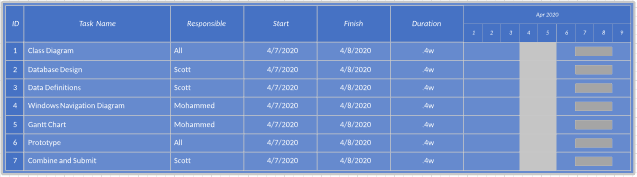 ID Task Name Responsible Start Finish Duration Apr 2020
1 2 3 4 5 6 7 8 9
1 Class Diagram All 4/7/2020 4/8/2020 .4w
2 Database Design Scott 4/7/2020 4/8/2020 .4w
3 Data Definitions Scott 4/7/2020 4/8/2020 .4w
4 Windows Navigation Diagram Mohammed 4/7/2020 4/8/2020 .4w
5 Gantt Chart Mohammed 4/7/2020 4/8/2020 .4w
6 Prototype All 4/7/2020 4/8/2020 .4w
7 Combine and Submit Scott 4/7/2020 4/8/2020 .4w